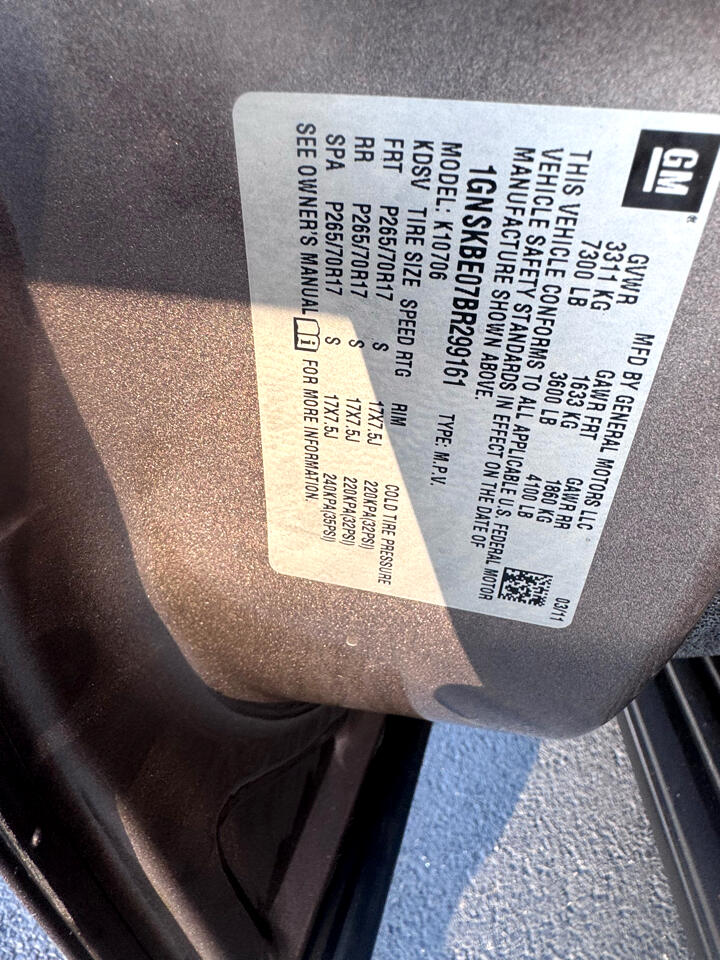 GM
MFD BY GENERAL MOTORS LLC 03/11
GVWR GAWR FRT GAWR RR
3311 KG 1633 KG 1860 KG
7300 LB 3600 LB 4100 LB
THIS VEHICLE CONFORMS TO ALL APPLICABLE U.S. FEDERAL MOTOR
VEHICLE SAFETY STANDARDS IN EFFECT ON THE DATE OF
MANUFACTURE SHOWN ABOVE.
1GNSKBE07BR299161 TYPE: M.P.V.
MODEL: K10706
KDSV TIRE SIZE SPEED RTG RIM COLD TIRE PRESSURE
FRT P265/70R17 S 17X7.5J 220KPA(32PSI)
RR P265/70R17 S 17X7.5J 220KPA(32PSI)
SPA P265/70R17 S 17X7.5J 240KPA(35PSI)
SEE OWNER'S MANUAL FOR MORE INFORMATION.